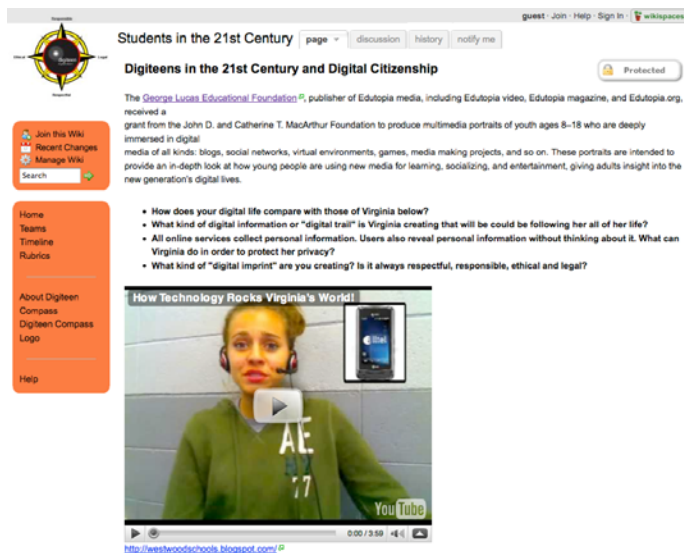 guest · Join · Help · Sign In · wikispaces
Responsible
Ethical
Legal
Digiteen
Respectful
Students in the 21st Century
page
discussion
history
notify me
Digiteens in the 21st Century and Digital Citizenship
Protected
The George Lucas Educational Foundation, publisher of Edutopia media, including Edutopia video, Edutopia magazine, and Edutopia.org,
received a
grant from the John D. and Catherine T. MacArthur Foundation to produce multimedia portraits of youth ages 8–18 who are deeply
immersed in digital
media of all kinds: blogs, social networks, virtual environments, games, media making projects, and so on. These portraits are intended to
provide an in-depth look at how young people are using new media for learning, socializing, and entertainment, giving adults insight into the
new generation's digital lives.
Join this Wiki
Recent Changes
Manage Wiki
Search
Home
Teams
Timeline
Rubrics
About Digiteen
Compass
Digiteen Compass
Logo
Help
• How does your digital life compare with those of Virginia below?
• What kind of digital information or "digital trail" is Virginia creating that will be could be following her all of her life?
• All online services collect personal information. Users also reveal personal information without thinking about it. What can
Virginia do in order to protect her privacy?
• What kind of "digital imprint" are you creating? Is it always respectful, responsible, ethical and legal?
How Technology Rocks Virginia's World!
alltel
AE
77
YouTube
0:00 / 3:59
http://westwoodschools.blogspot.com/